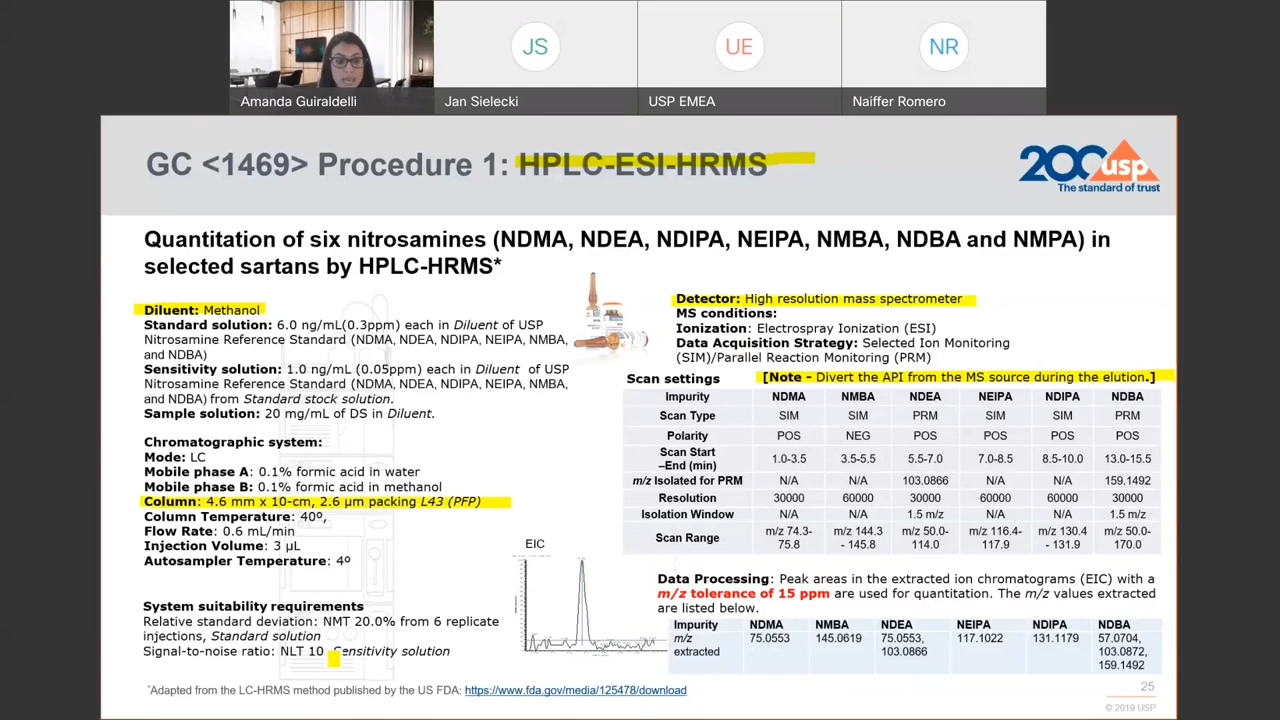 JS
UE
NR
Amanda Guiraldelli
Jan Sielecki
USP EMEA
Naiffer Romero
GC <1469> Procedure 1: HPLC-ESI-HRMS
200 usp
The standard of trust
Quantitation of six nitrosamines (NDMA, NDEA, NDIPA, NEIPA, NMBA, NDBA and NMPA) in
selected sartans by HPLC-HRMS*
Diluent: Methanol
Standard solution: 6.0 ng/mL(0.3ppm) each in Diluent of USP
Nitrosamine Reference Standard (NDMA, NDEA, NDIPA, NEIPA, NMBA,
and NDBA)
Sensitivity solution: 1.0 ng/mL (0.05ppm) each in Diluent of USP
Nitrosamine Reference Standard (NDMA, NDEA, NDIPA, NEIPA, NMBA,
and NDBA) from Standard stock solution.
Sample solution: 20 mg/mL of DS in Diluent.
Chromatographic system:
Mode: LC
Mobile phase A: 0.1% formic acid in water
Mobile phase B: 0.1% formic acid in methanol
Column: 4.6 mm x 10-cm, 2.6 µm packing L43 (PFP)
Column Temperature: 40º,
Flow Rate: 0.6 mL/min
Injection Volume: 3 µL
Autosampler Temperature: 4º
System suitability requirements
Relative standard deviation: NMT 20.0% from 6 replicate
injections, Standard solution
Signal-to-noise ratio: NLT 10 Sensitivity solution
EIC
Detector: High resolution mass spectrometer
MS conditions:
Ionization: Electrospray Ionization (ESI)
Data Acquisition Strategy: Selected Ion Monitoring
(SIM)/Parallel Reaction Monitoring (PRM)
Scan settings [Note - Divert the API from the MS source during the elution.]
Impurity NDMA NMBA NDEA NEIPA NDIPA NDBA
Scan Type SIM SIM PRM SIM SIM PRM
Polarity POS NEG POS POS POS POS
Scan Start
–End (min) 1.0-3.5 3.5-5.5 5.5-7.0 7.0-8.5 8.5-10.0 13.0-15.5
m/z Isolated for PRM N/A N/A 103.0866 N/A N/A 159.1492
Resolution 30000 60000 30000 60000 60000 30000
Isolation Window N/A N/A 1.5 m/z N/A N/A 1.5 m/z
Scan Range m/z 74.3- m/z 144.3 m/z 50.0- m/z 116.4- m/z 130.4 m/z 50.0-
75.8 - 145.8 114.0 117.9 - 131.9 170.0
Data Processing: Peak areas in the extracted ion chromatograms (EIC) with a
m/z tolerance of 15 ppm are used for quantitation. The m/z values extracted
are listed below.
Impurity NDMA NMBA NDEA NEIPA NDIPA NDBA
m/z 75.0553 145.0619 75.0553, 117.1022 131.1179 57.0704,
extracted 103.0866 103.0872,
159.1492
*Adapted from the LC-HRMS method published by the US FDA: https://www.fda.gov/media/125478/download
25
© 2019 USP